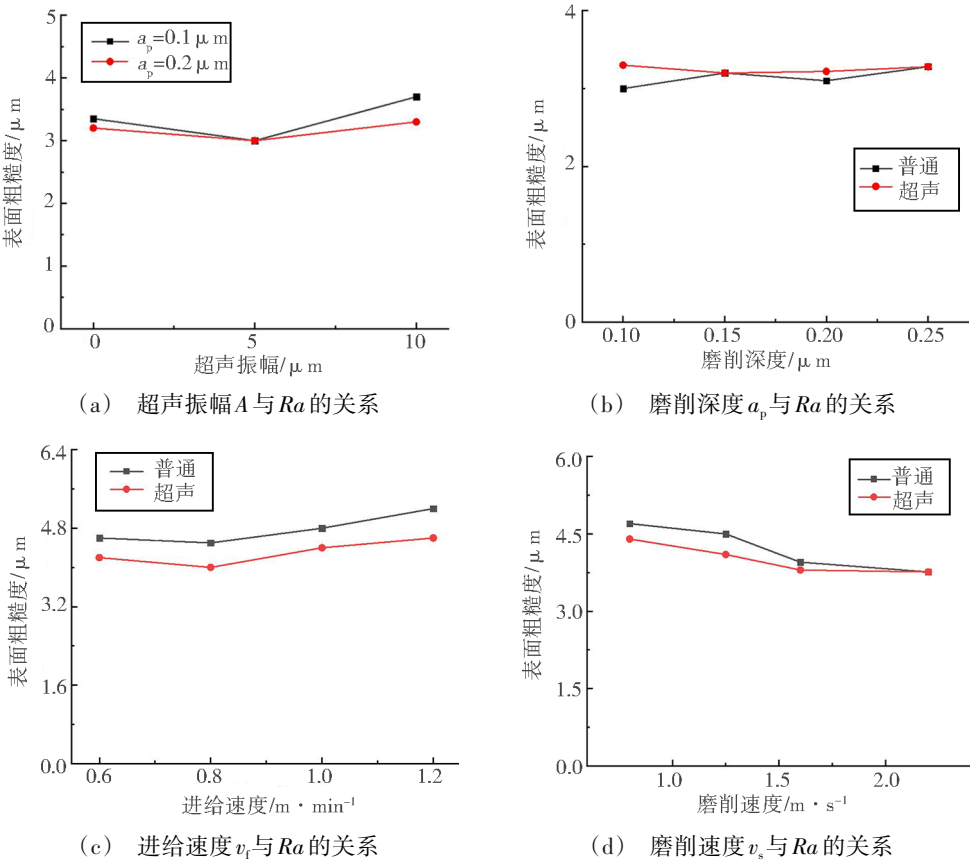 5
4
3
2
1
0
表面粗糙度/μm
a_p=0.1μm
a_p=0.2μm
0
5
10
超声振幅/μm
(a) 超声振幅A与Ra的关系
4
2
0
表面粗糙度/μm
普通
超声
0.10
0.15
0.20
0.25
磨削深度/μm
(b) 磨削深度a_p与Ra的关系
6.4
4.8
3.2
1.6
0.0
表面粗糙度/μm
普通
超声
0.6
0.8
1.0
1.2
进给速度/m·min⁻¹
(c) 进给速度v_f与Ra的关系
6.0
4.5
3.0
1.5
0.0
表面粗糙度/μm
普通
超声
1.0
1.5
2.0
磨削速度/m·s⁻¹
(d) 磨削速度v_s与Ra的关系